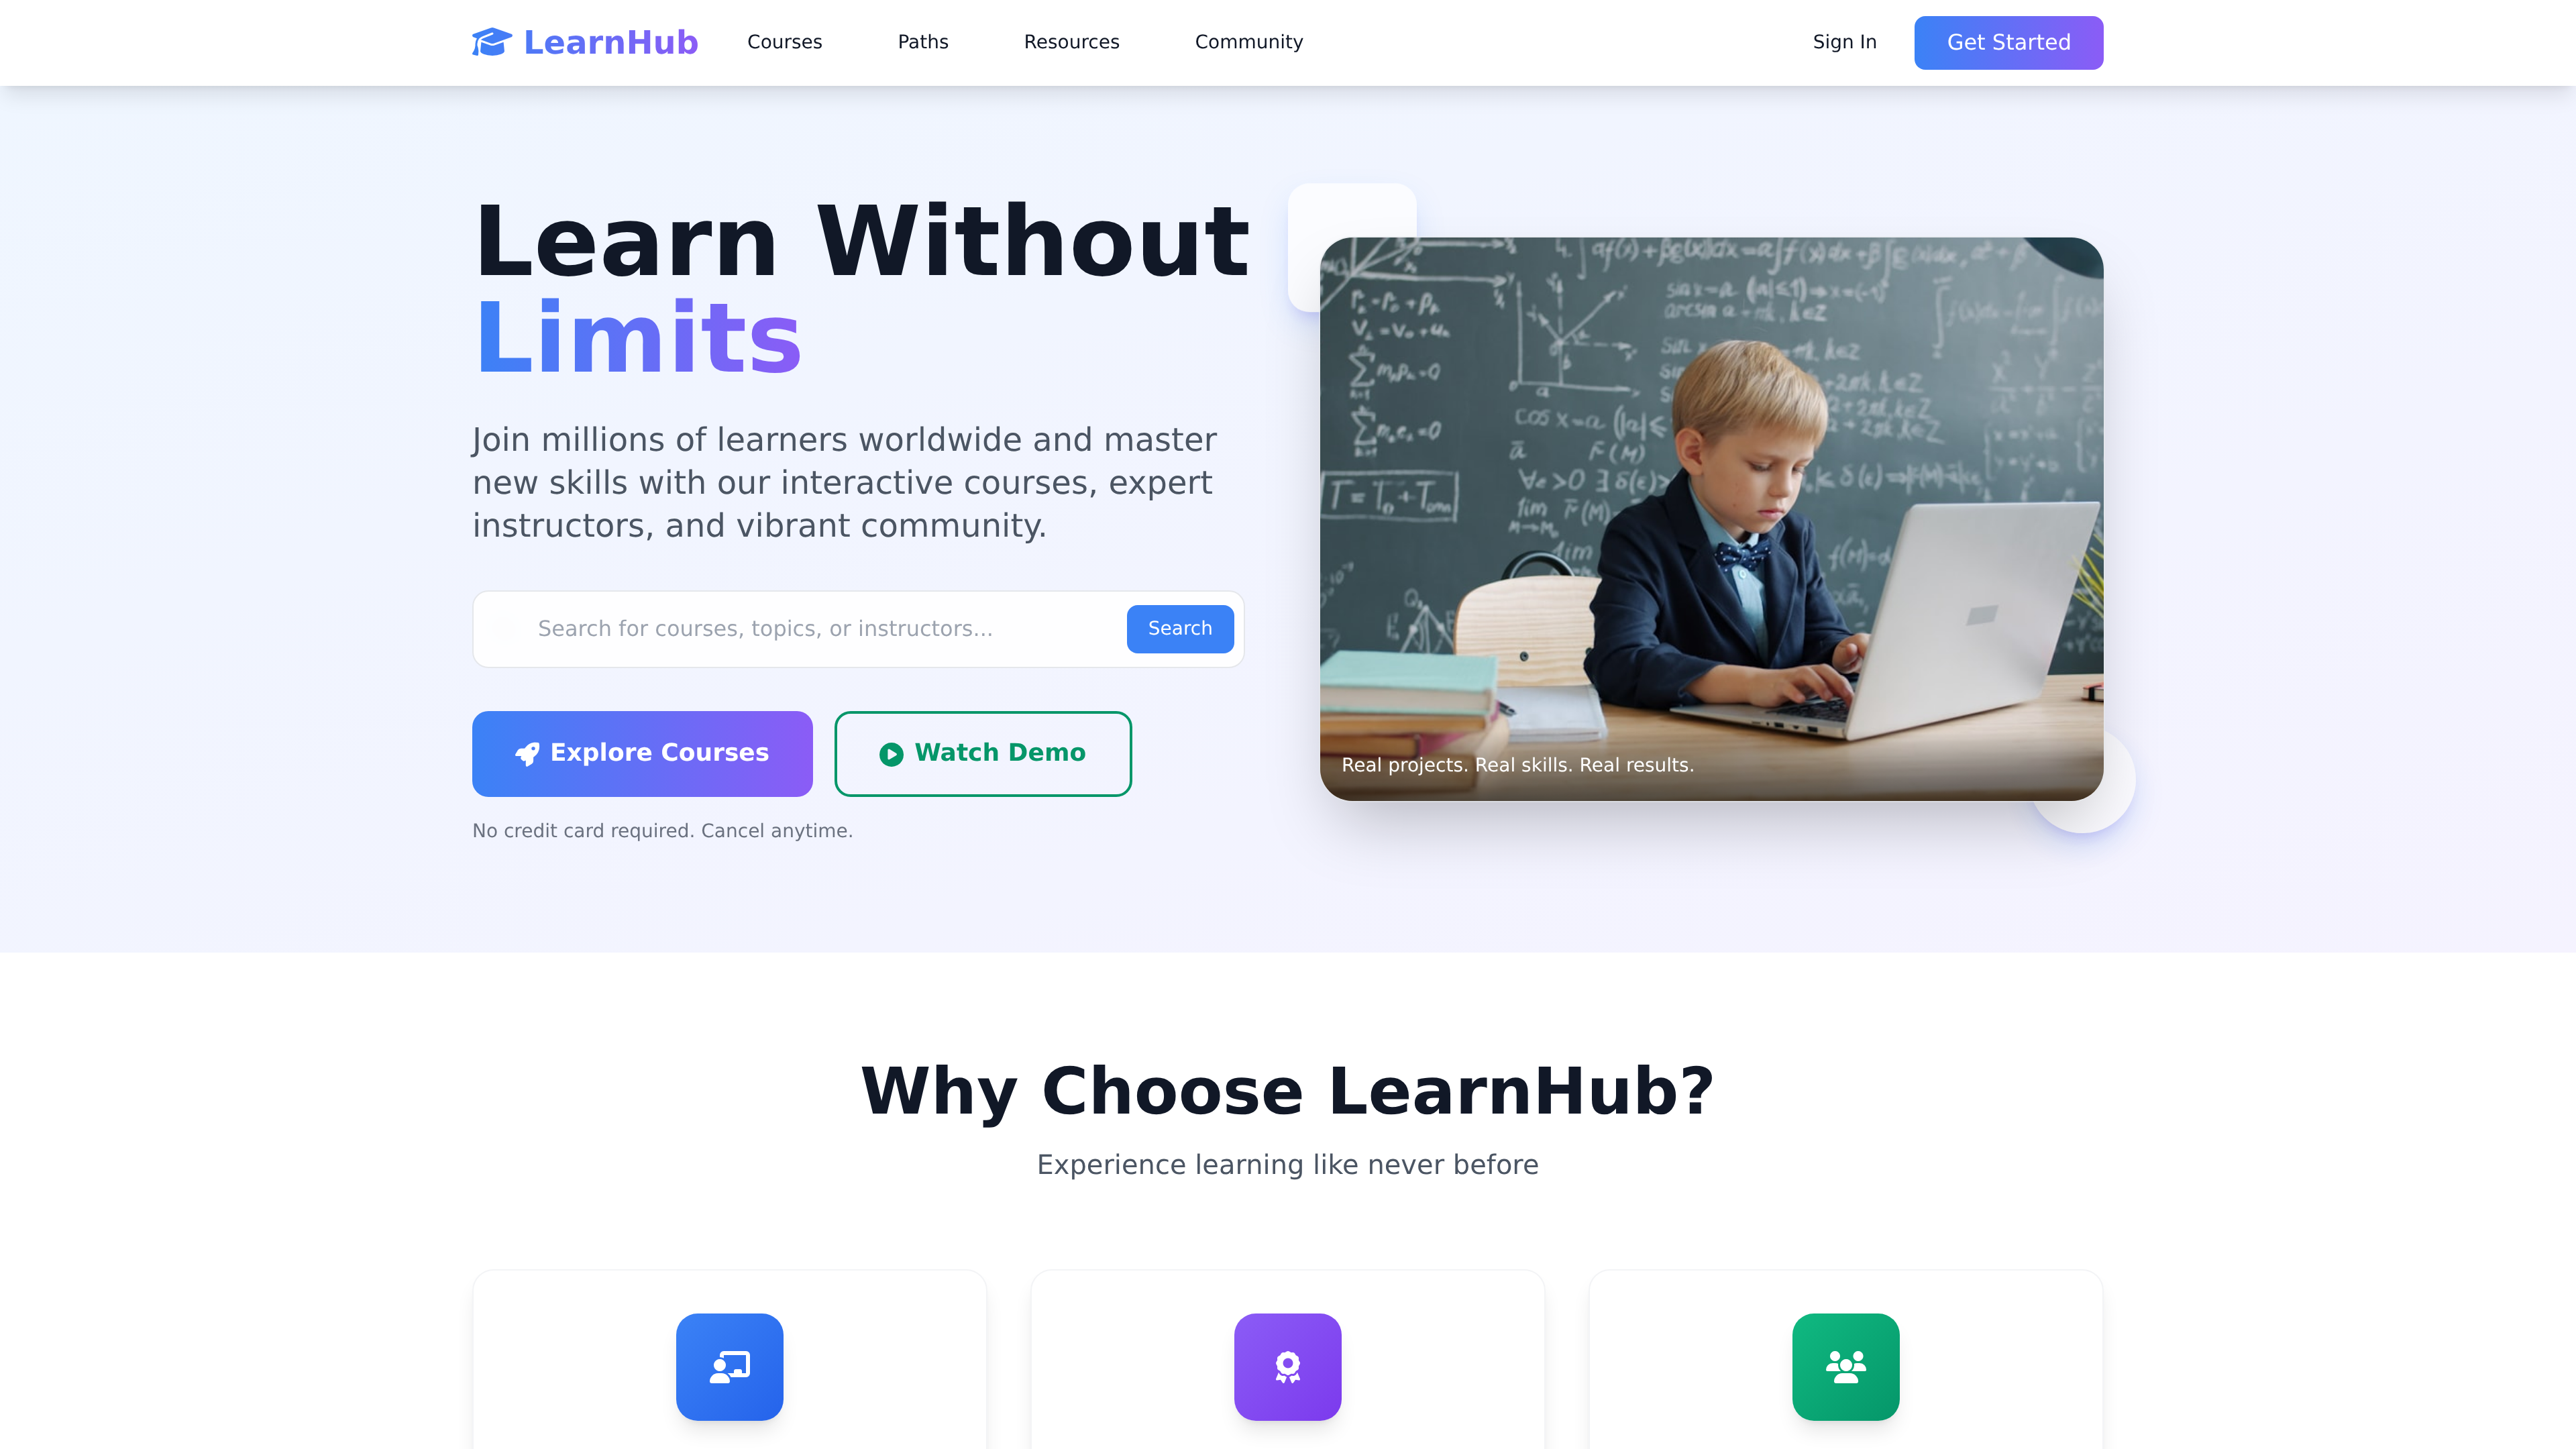 LearnHub
Courses
Paths
Resources
Community
Sign In
Get Started
Learn Without
Limits
Join millions of learners worldwide and master
new skills with our interactive courses, expert
instructors, and vibrant community.
Search for courses, topics, or instructors...
Search
Explore Courses
Watch Demo
No credit card required. Cancel anytime.
Real projects. Real skills. Real results.
Why Choose LearnHub?
Experience learning like never before